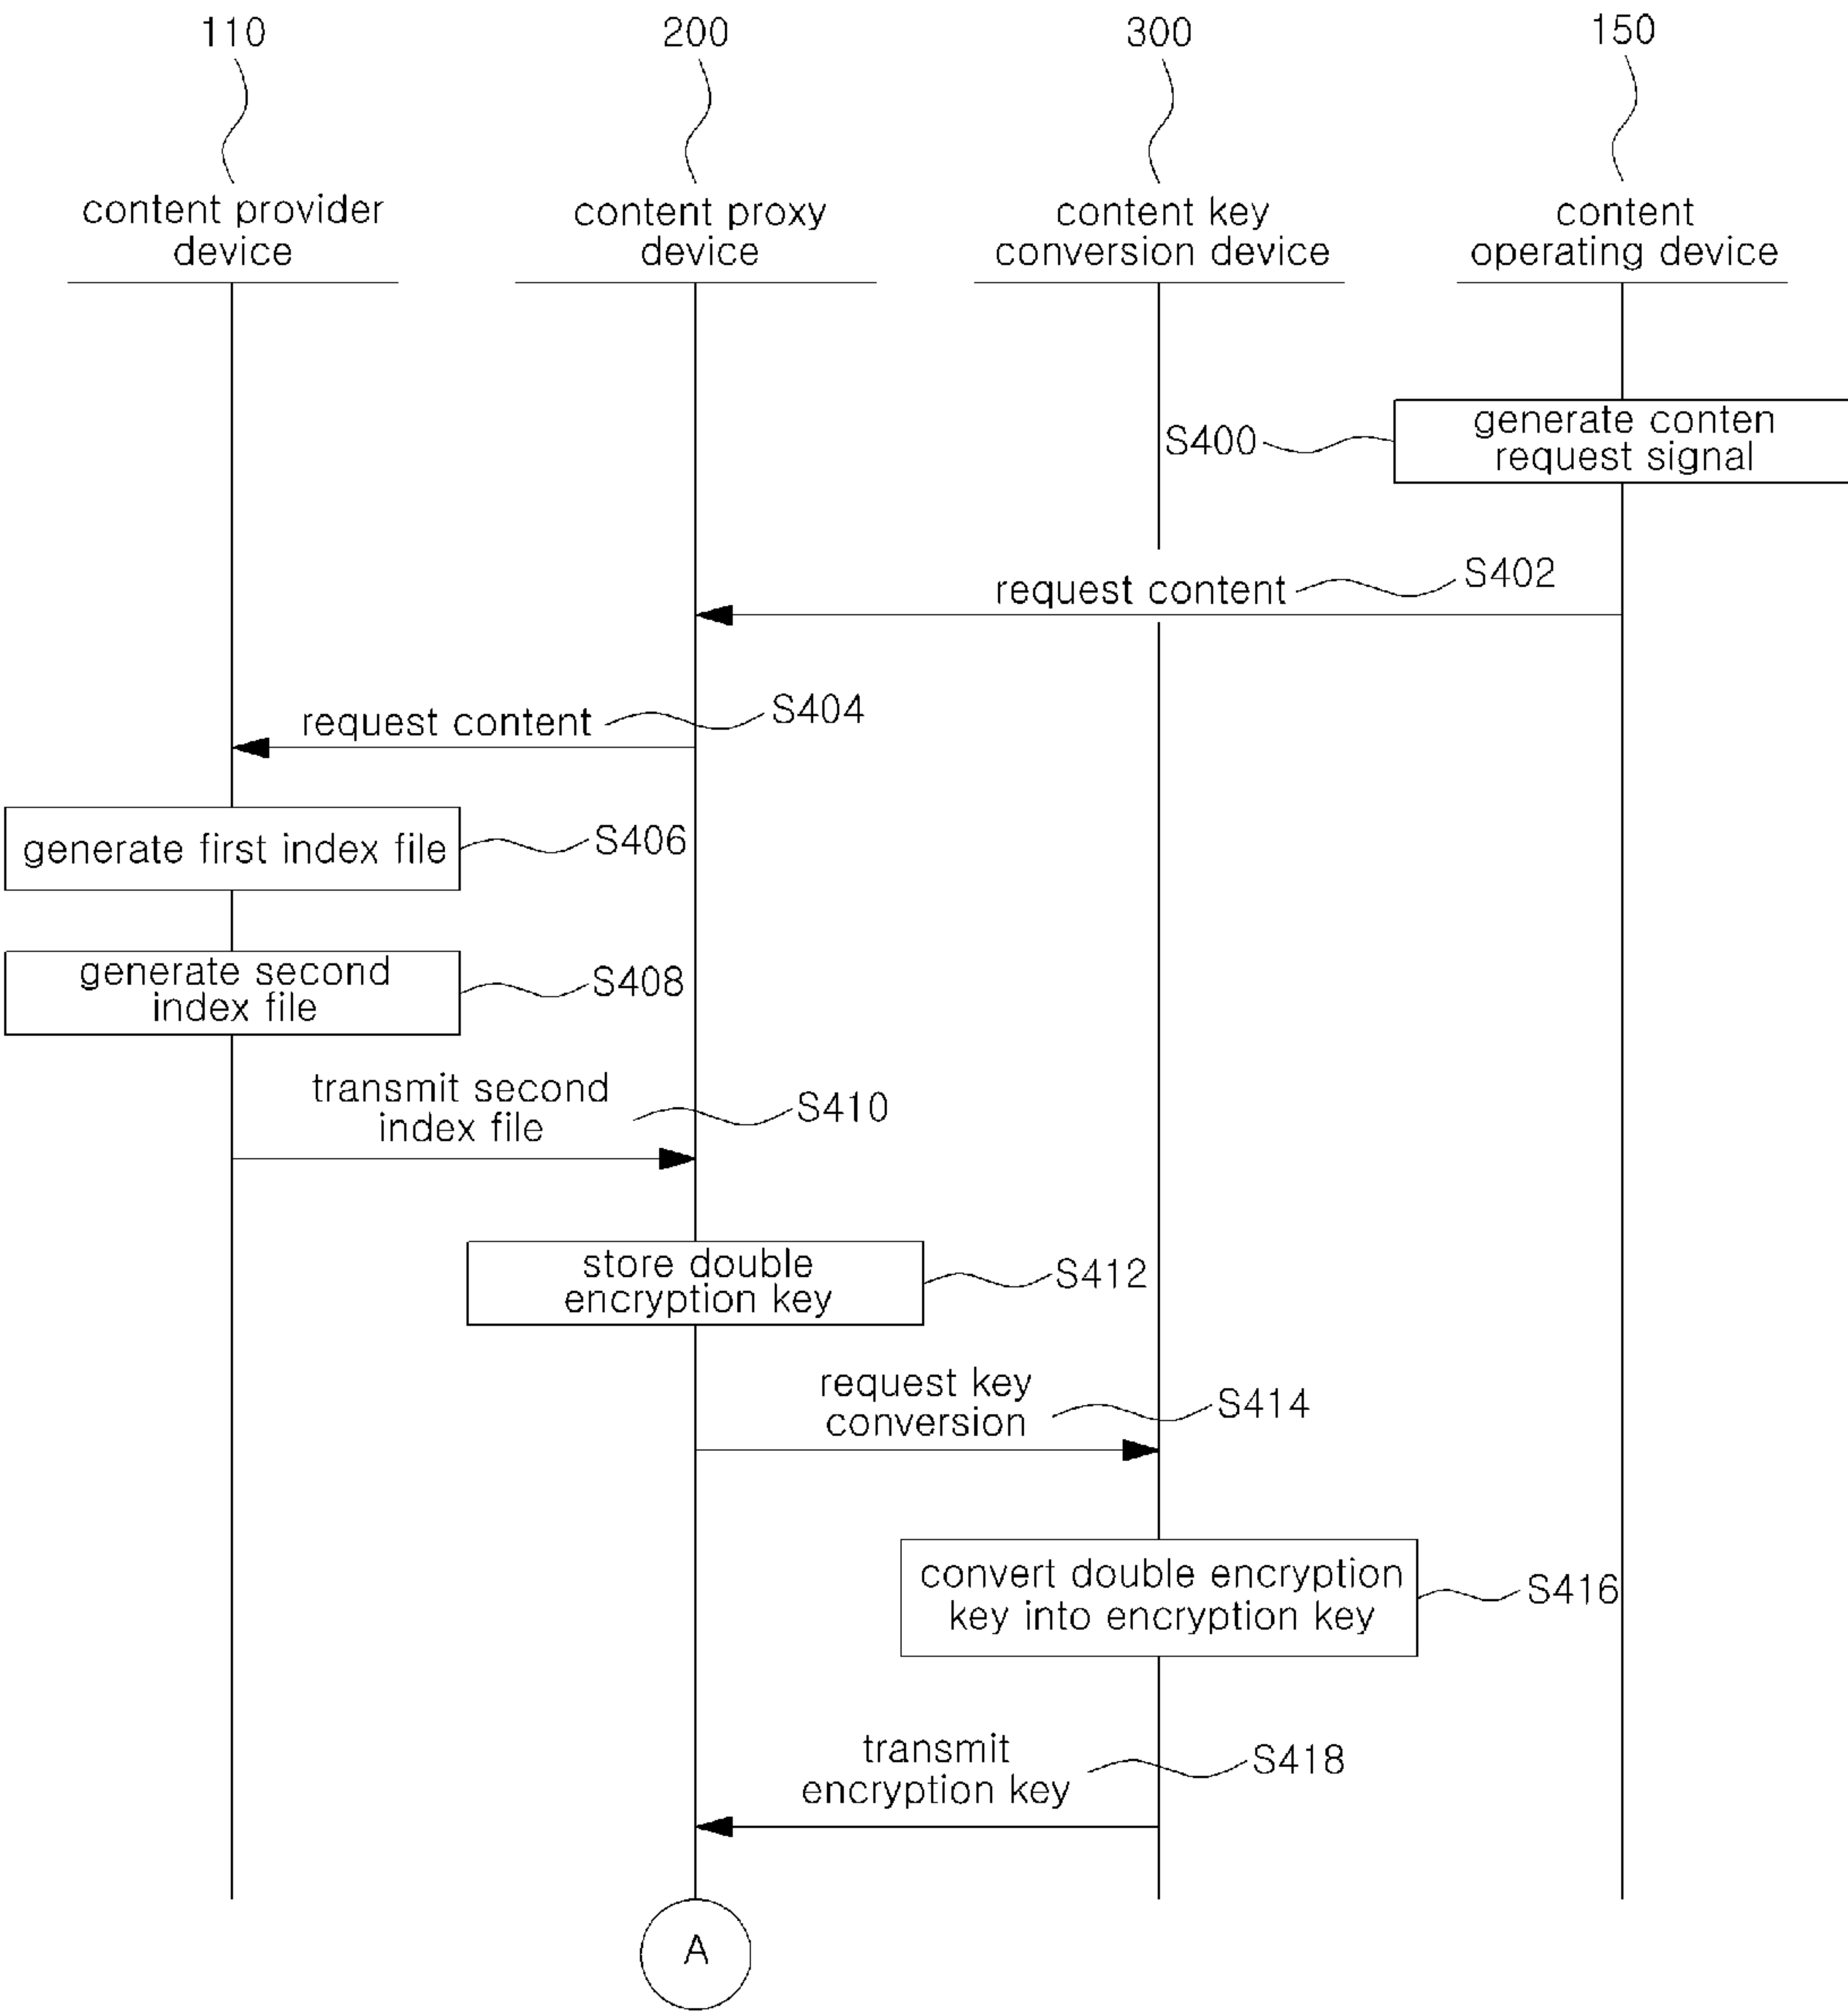 110
200
300
150
content provider
device
content proxy
device
content key
conversion device
content
operating device
generate conten
request signal
S400
request content
S402
request content
S404
generate first index file
S406
generate second
index file
S408
transmit second
index file
S410
store double
encryption key
S412
request key
conversion
S414
convert double encryption
key into encryption key
S416
transmit
encryption key
S418
A